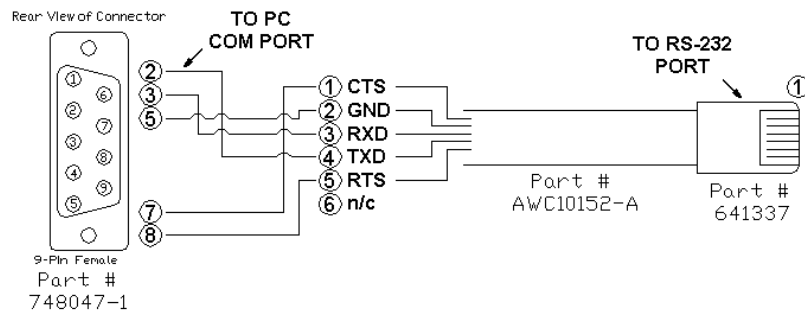 Rear View of Connector
TO PC
COM PORT
TO RS-232
PORT
1
6
2
7
3
8
4
9
5
2
3
5
7
8
1 CTS
2 GND
3 RXD
4 TXD
5 RTS
6 n/c
1
Part #
AWC10152-A
Part #
641337
9-Pin Female
Part #
748047-1